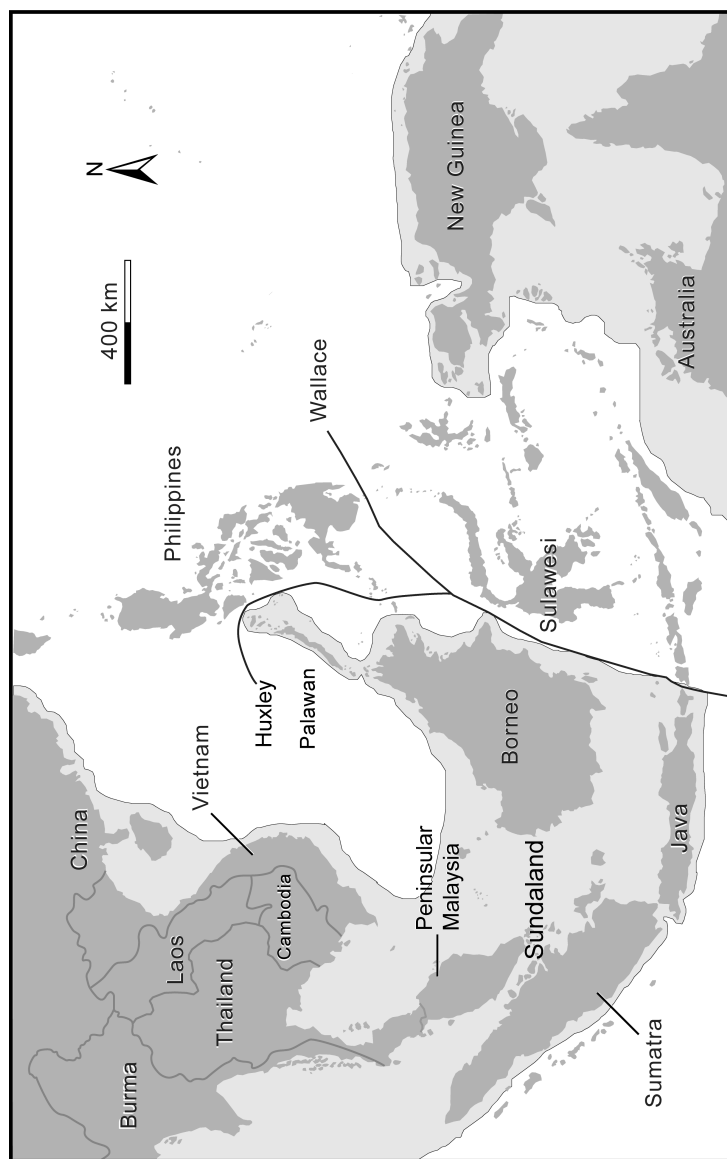 N
400 km
China
Burma
Laos
Vietnam
Thailand
Cambodia
Philippines
Huxley
Palawan
Wallace
Peninsular
Malaysia
Borneo
Sundaland
Sulawesi
New Guinea
Sumatra
Java
Australia